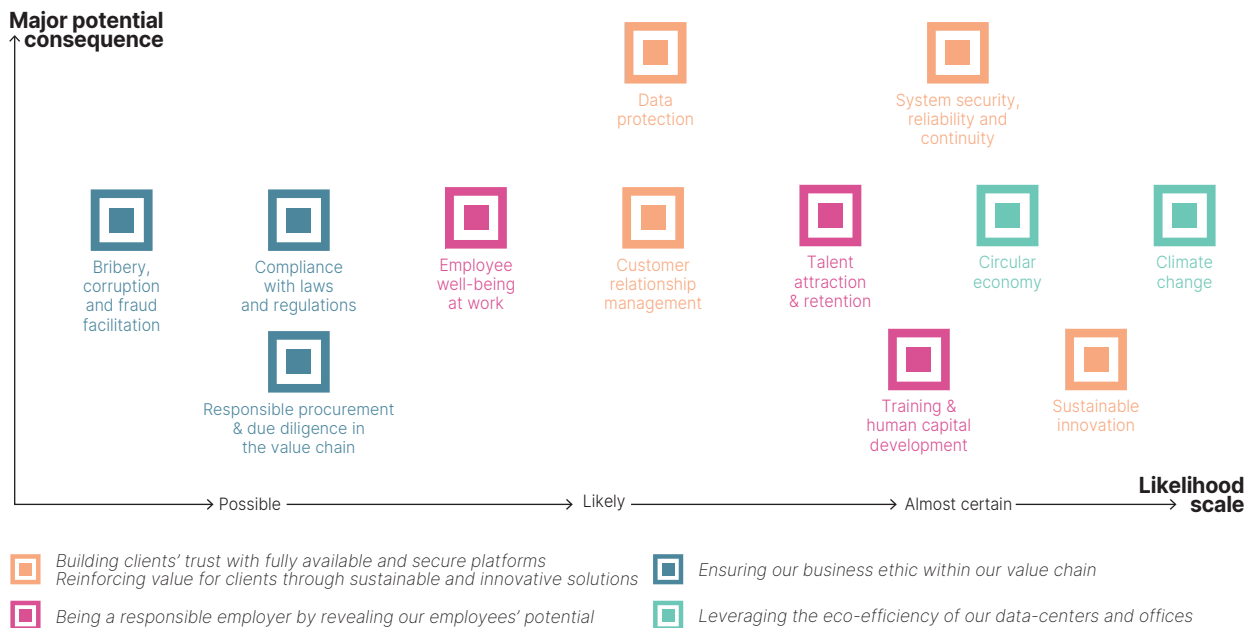 Major potential
consequence
Data
protection
System security,
reliability and
continuity
Bribery,
corruption
and fraud
facilitation
Compliance
with laws
and regulations
Employee
well-being
at work
Customer
relationship
management
Talent
attraction
& retention
Circular
economy
Climate
change
Responsible procurement
& due diligence in
the value chain
Training &
human capital
development
Sustainable
innovation
Possible
Likely
Almost certain
Likelihood
scale
Building clients’ trust with fully available and secure platforms
Reinforcing value for clients through sustainable and innovative solutions
Ensuring our business ethic within our value chain
Being a responsible employer by revealing our employees’ potential
Leveraging the eco-efficiency of our data-centers and offices